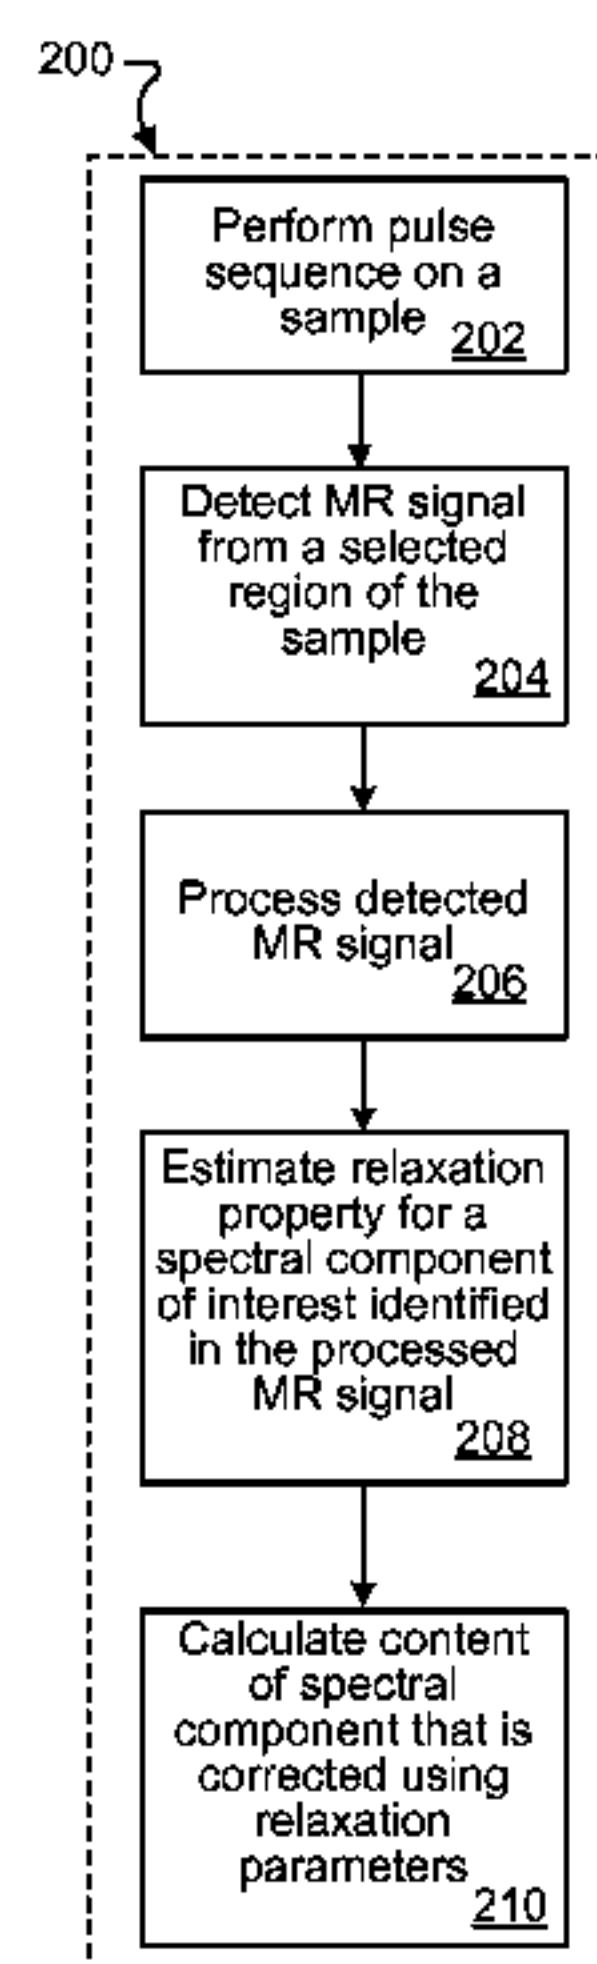 200
Perform pulse
sequence on a
sample 202
Detect MR signal
from a selected
region of the
sample
204
Process detected
MR signal
206
Estimate relaxation
property for a
spectral component
of interest identified
in the processed
MR signal
208
Calculate content
of spectral
component that is
corrected using
relaxation
parameters
210